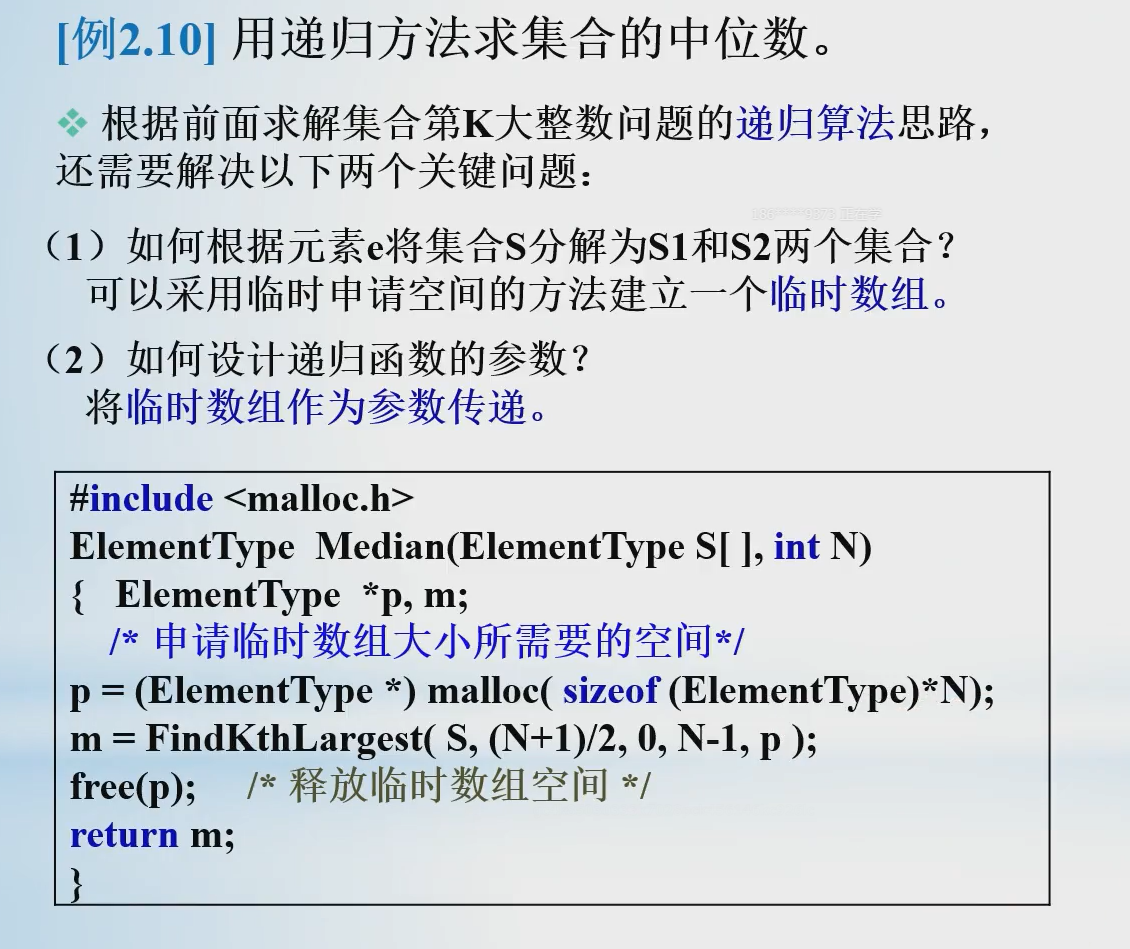 [例2.10] 用递归方法求集合的中位数。
❖ 根据前面求解集合第K大整数问题的递归算法思路，
还需要解决以下两个关键问题：
（1）如何根据元素e将集合S分解为S1和S2两个集合？
可以采用临时申请空间的方法建立一个临时数组。
（2）如何设计递归函数的参数？
将临时数组作为参数传递。
#include <malloc.h>
ElementType Median(ElementType S[ ], int N)
{ ElementType *p, m;
/* 申请临时数组大小所需要的空间*/
p = (ElementType *) malloc( sizeof (ElementType)*N);
m = FindKthLargest( S, (N+1)/2, 0, N-1, p );
free(p); /* 释放临时数组空间 */
return m;
}